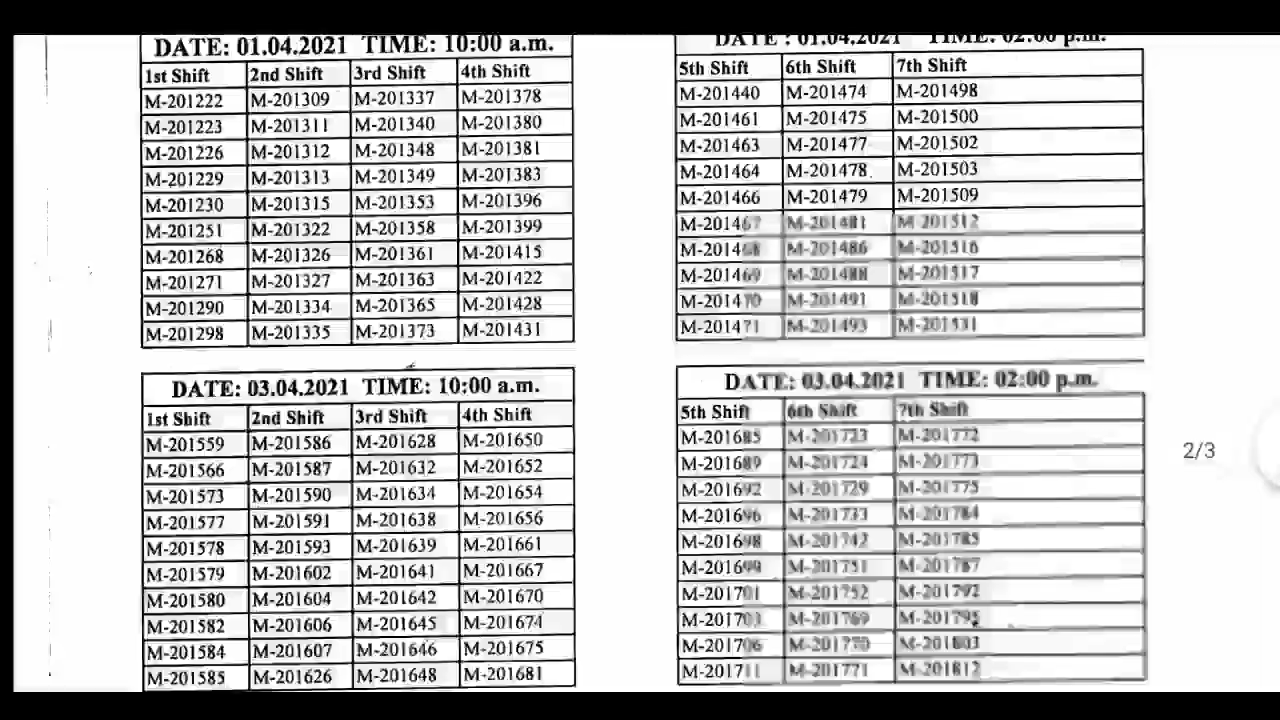 DATE: 01.04.2021 TIME: 10:00 a.m.
1st Shift 2nd Shift 3rd Shift 4th Shift
M-201222 M-201309 M-201337 M-201378
M-201223 M-201311 M-201340 M-201380
M-201226 M-201312 M-201348 M-201381
M-201229 M-201313 M-201349 M-201383
M-201230 M-201315 M-201353 M-201396
M-201251 M-201322 M-201358 M-201399
M-201268 M-201326 M-201361 M-201415
M-201271 M-201327 M-201363 M-201422
M-201290 M-201334 M-201365 M-201428
M-201298 M-201335 M-201373 M-201431
DATE : 01.04.2021 TIME: 02:00 p.m.
5th Shift 6th Shift 7th Shift
M-201440 M-201474 M-201498
M-201461 M-201475 M-201500
M-201463 M-201477 M-201502
M-201464 M-201478 M-201503
M-201466 M-201479 M-201509
M-201467 M-201481 M-201512
M-201468 M-201486 M-201516
M-201469 M-201488 M-201517
M-201470 M-201491 M-201518
M-201471 M-201493 M-201531
DATE: 03.04.2021 TIME: 10:00 a.m.
1st Shift 2nd Shift 3rd Shift 4th Shift
M-201559 M-201586 M-201628 M-201650
M-201566 M-201587 M-201632 M-201652
M-201573 M-201590 M-201634 M-201654
M-201577 M-201591 M-201638 M-201656
M-201578 M-201593 M-201639 M-201661
M-201579 M-201602 M-201641 M-201667
M-201580 M-201604 M-201642 M-201670
M-201582 M-201606 M-201645 M-201674
M-201584 M-201607 M-201646 M-201675
M-201585 M-201626 M-201648 M-201681
DATE: 03.04.2021 TIME: 02:00 p.m.
5th Shift 6th Shift 7th Shift
M-201685 M-201723 M-201772
M-201689 M-201724 M-201773
M-201692 M-201729 M-201775
M-201696 M-201733 M-201784
M-201698 M-201742 M-201785
M-201699 M-201751 M-201787
M-201701 M-201752 M-201792
M-201703 M-201769 M-201795
M-201706 M-201770 M-201803
M-201711 M-201771 M-201812
2/3